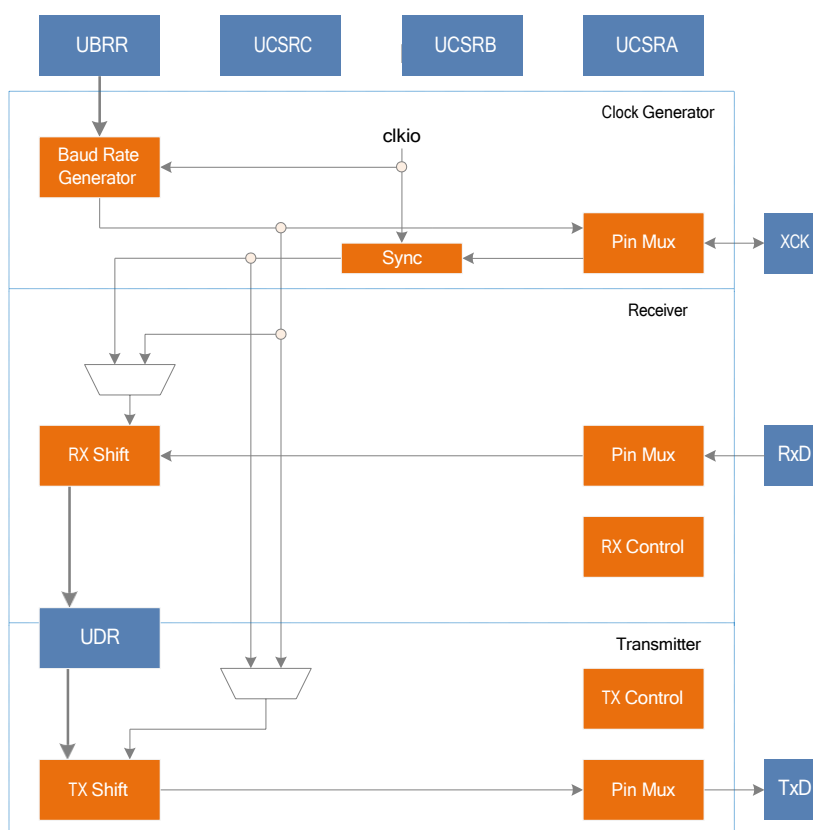 UBRR
UCSRC
UCSRB
UCSRA
Clock Generator
clkio
Baud Rate
Generator
Pin Mux
XCK
Sync
Receiver
RX Shift
Pin Mux
RxD
RX Control
UDR
Transmitter
TX Control
TX Shift
Pin Mux
TxD